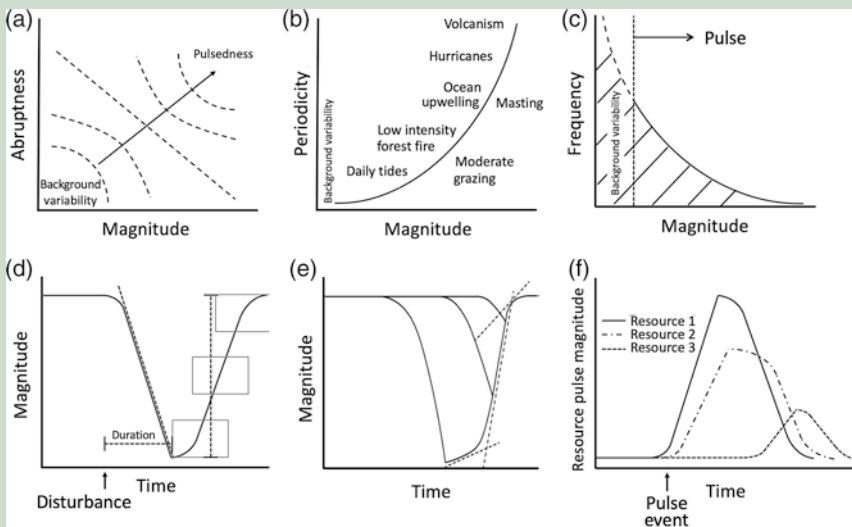 (a)
Abruptness
Pulsedness
Background
variability
Magnitude
(b)
Periodicity
Background variability
Volcanism
Hurricanes
Ocean
upwelling
Masting
Low intensity
forest fire
Daily tides
Moderate
grazing
Magnitude
(c)
Frequency
Background variability
Pulse
Magnitude
(d)
Magnitude
Duration
Time
Disturbance
(e)
Magnitude
Time
(f)
Resource pulse magnitude
Resource 1
Resource 2
Resource 3
Time
Pulse
event